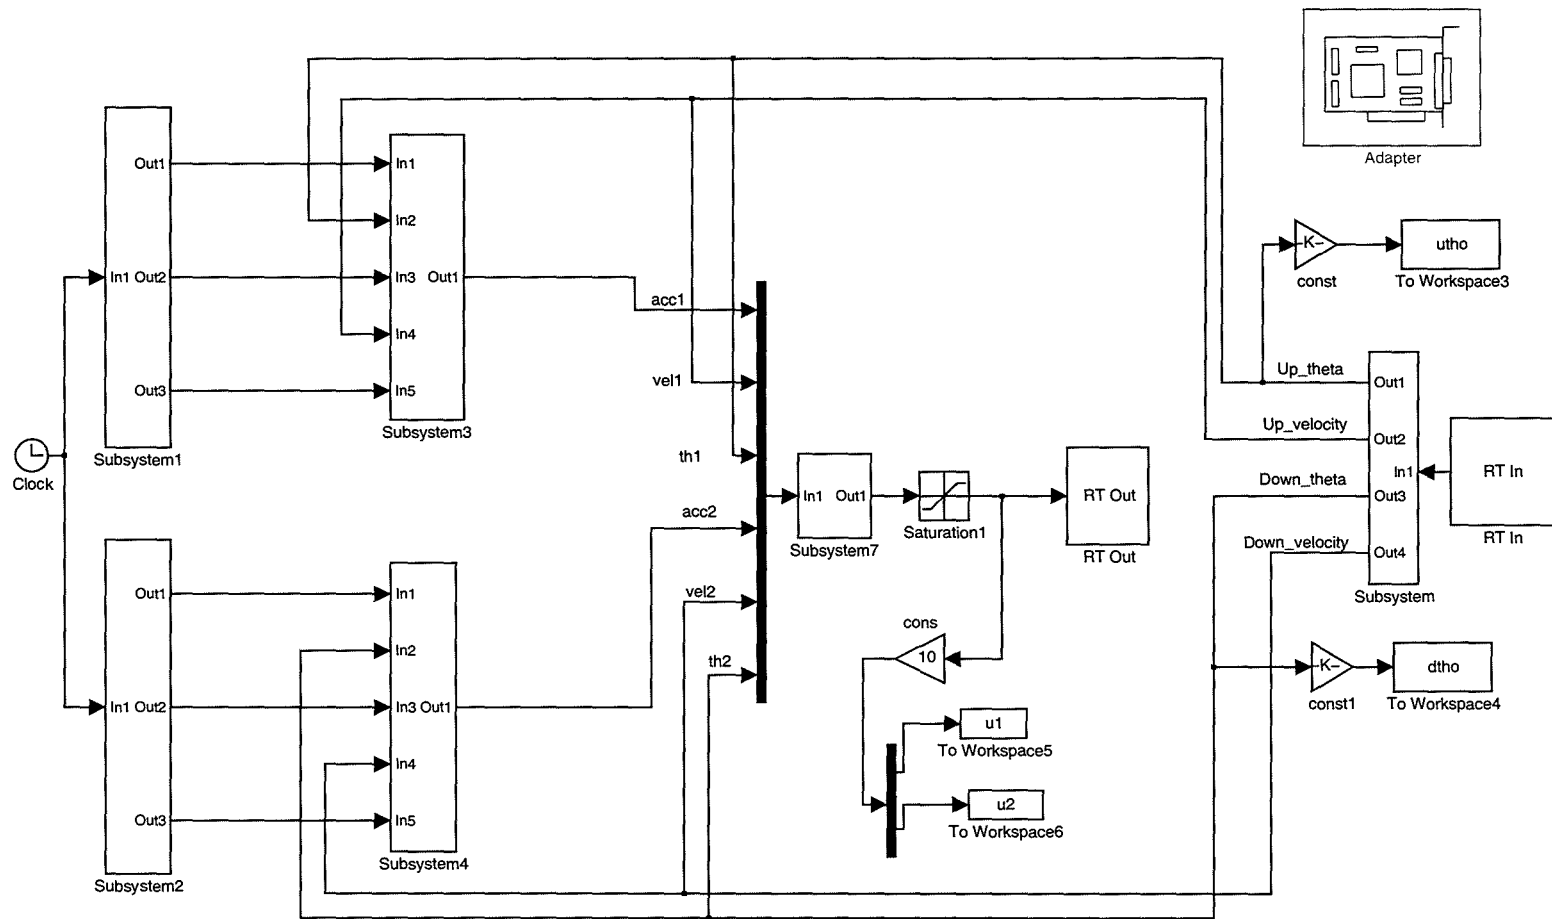 Adapter
Out1
In1
In2
In1 Out2
In3
Out1
In4
Out3
In5
Subsystem3
Subsystem1
Clock
acc1
vel1
th1
acc2
vel2
th2
-K-
const
utho
To Workspace3
Up_theta
Out1
Up_velocity
Out2
In1
Down_theta
Out3
Down_velocity
Out4
Subsystem
RT In
RT In
In1 Out1
Subsystem7
Saturation1
RT Out
RT Out
cons
10
u1
To Workspace5
u2
To Workspace6
-K-
const1
dtho
To Workspace4
Out1
In1
In2
In1 Out2
In3 Out1
In4
Out3
In5
Subsystem4
Subsystem2